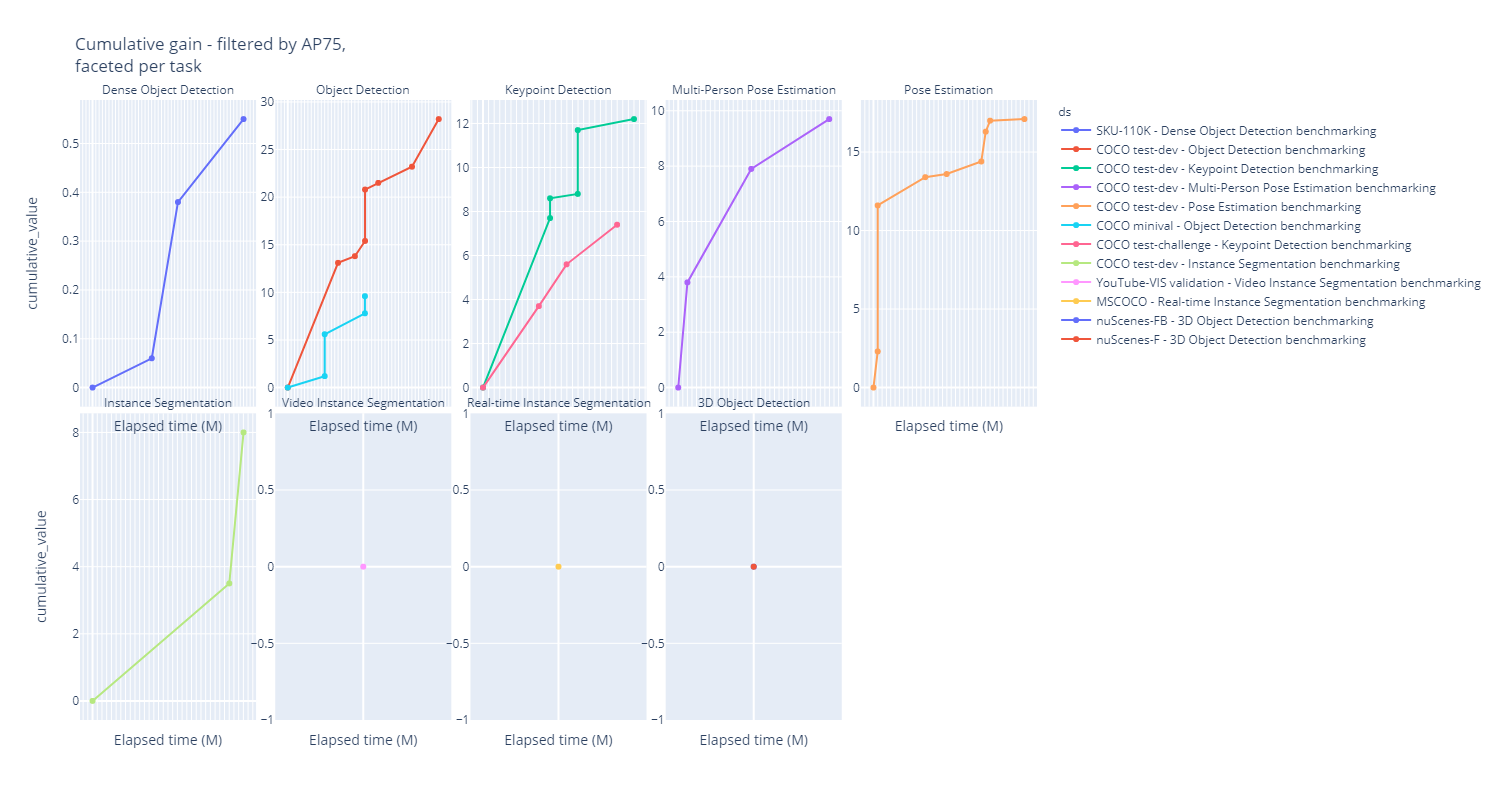 Cumulative gain - filtered by AP75,
faceted per task
Dense Object Detection
Object Detection
Keypoint Detection
Multi-Person Pose Estimation
Pose Estimation
cumulative_value
0.5
0.4
0.3
0.2
0.1
0
30
25
20
15
10
5
0
12
10
8
6
4
2
0
10
8
6
4
2
0
15
10
5
0
ds
SKU-110K - Dense Object Detection benchmarking
COCO test-dev - Object Detection benchmarking
COCO test-dev - Keypoint Detection benchmarking
COCO test-dev - Multi-Person Pose Estimation benchmarking
COCO test-dev - Pose Estimation benchmarking
COCO minival - Object Detection benchmarking
COCO test-challenge - Keypoint Detection benchmarking
COCO test-dev - Instance Segmentation benchmarking
YouTube-VIS validation - Video Instance Segmentation benchmarking
MSCOCO - Real-time Instance Segmentation benchmarking
nuScenes-FB - 3D Object Detection benchmarking
nuScenes-F - 3D Object Detection benchmarking
Instance Segmentation
Video Instance Segmentation
Real-time Instance Segmentation
3D Object Detection
Elapsed time (M)
Elapsed time (M)
Elapsed time (M)
Elapsed time (M)
Elapsed time (M)
cumulative_value
8
6
4
2
0
1
0.5
0
−0.5
−1
1
0.5
0
−0.5
−1
1
0.5
0
−0.5
−1
Elapsed time (M)
Elapsed time (M)
Elapsed time (M)
Elapsed time (M)